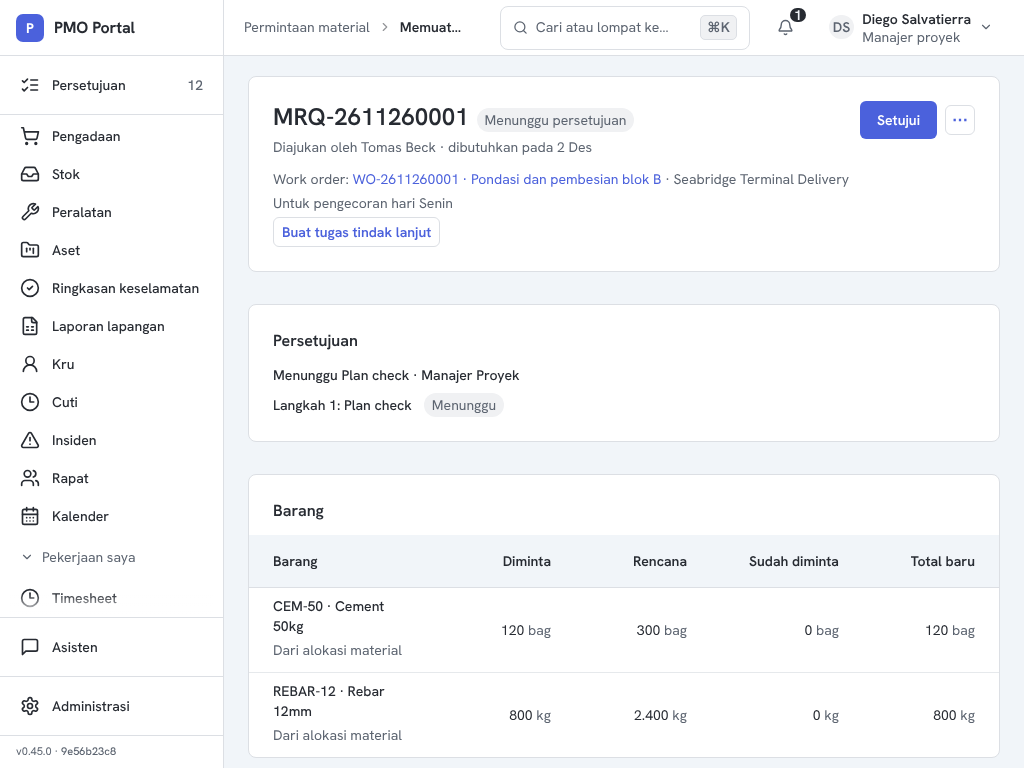 P PMO Portal
Permintaan material > Memuat...
Cari atau lompat ke... ⌘K
1
DS Diego Salvatierra
Manajer proyek
Persetujuan 12
Pengadaan
Stok
Peralatan
Aset
Ringkasan keselamatan
Laporan lapangan
Kru
Cuti
Insiden
Rapat
Kalender
Pekerjaan saya
Timesheet
Asisten
Administrasi
v0.45.0 · 9e56b23c8
MRQ-2611260001 Menunggu persetujuan
Setujui
Diajukan oleh Tomas Beck · dibutuhkan pada 2 Des
Work order: WO-2611260001 · Pondasi dan pembesian blok B · Seabridge Terminal Delivery
Untuk pengecoran hari Senin
Buat tugas tindak lanjut
Persetujuan
Menunggu Plan check · Manajer Proyek
Langkah 1: Plan check Menunggu
Barang
Barang Diminta Rencana Sudah diminta Total baru
CEM-50 · Cement
50kg
Dari alokasi material
120 bag 300 bag 0 bag 120 bag
REBAR-12 · Rebar
12mm
Dari alokasi material
800 kg 2.400 kg 0 kg 800 kg